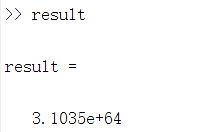 >> result
result =
3.1035e+64